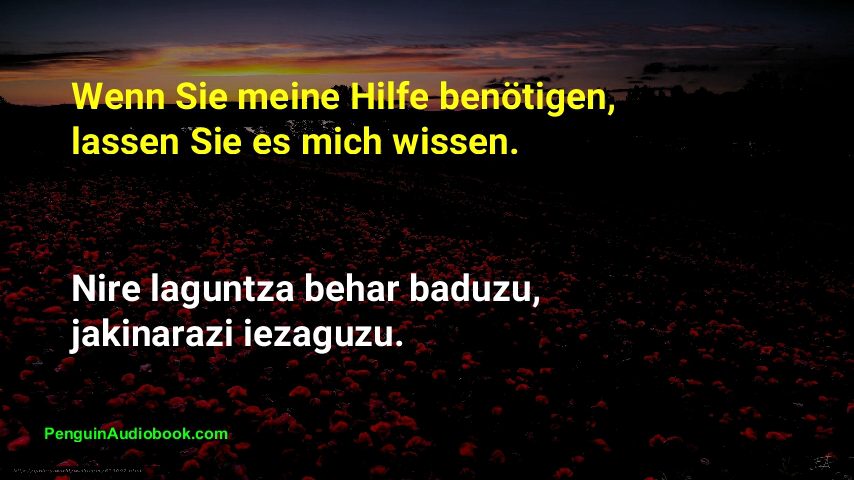 Wenn Sie meine Hilfe benötigen,
lassen Sie es mich wissen.
Nire laguntza behar baduzu,
jakinarazi iezaguzu.
PenguinAudiobook.com